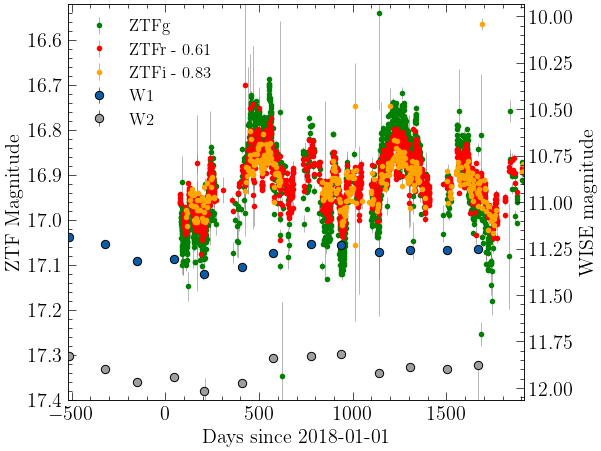 ZTFg
ZTFr - 0.61
ZTFi - 0.83
W1
W2
16.6
16.7
16.8
16.9
17.0
17.1
17.2
17.3
17.4
ZTF Magnitude
10.00
10.25
10.50
10.75
11.00
11.25
11.50
11.75
12.00
WISE magnitude
−500
0
500
1000
1500
Days since 2018-01-01